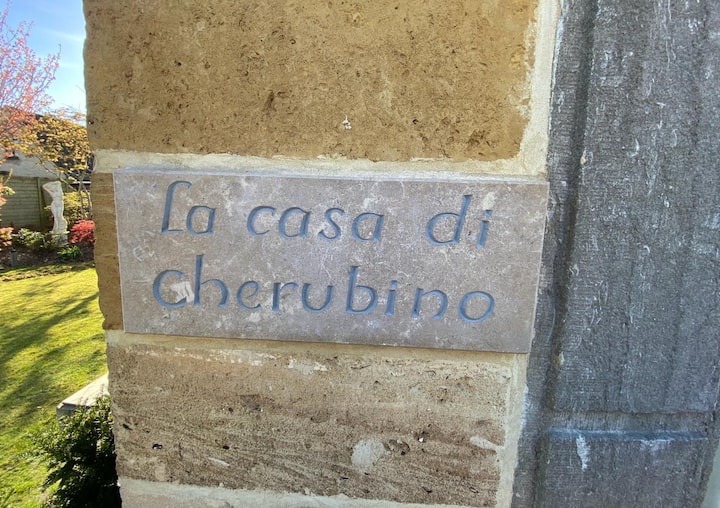 La casa di
Cherubino